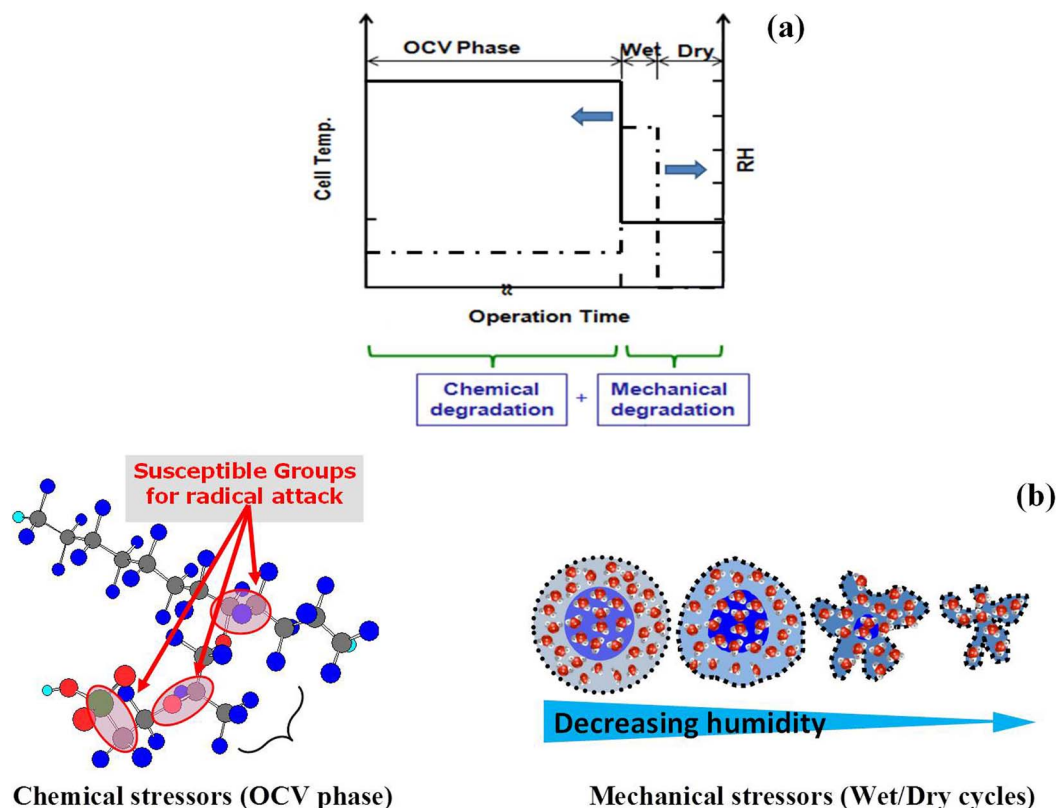 (a)
OCV Phase
Wet
Dry
Cell Temp.
RH
≈
Operation Time
Chemical
degradation
+
Mechanical
degradation
Susceptible Groups
for radical attack
(b)
Decreasing humidity
Chemical stressors (OCV phase)
Mechanical stressors (Wet/Dry cycles)